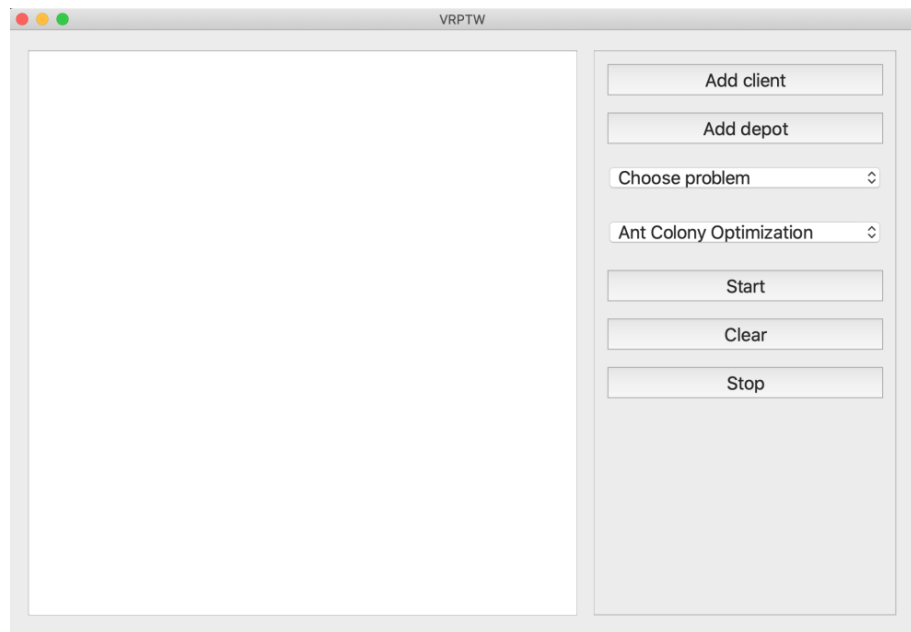 VRPTW
Add client
Add depot
Choose problem
Ant Colony Optimization
Start
Clear
Stop